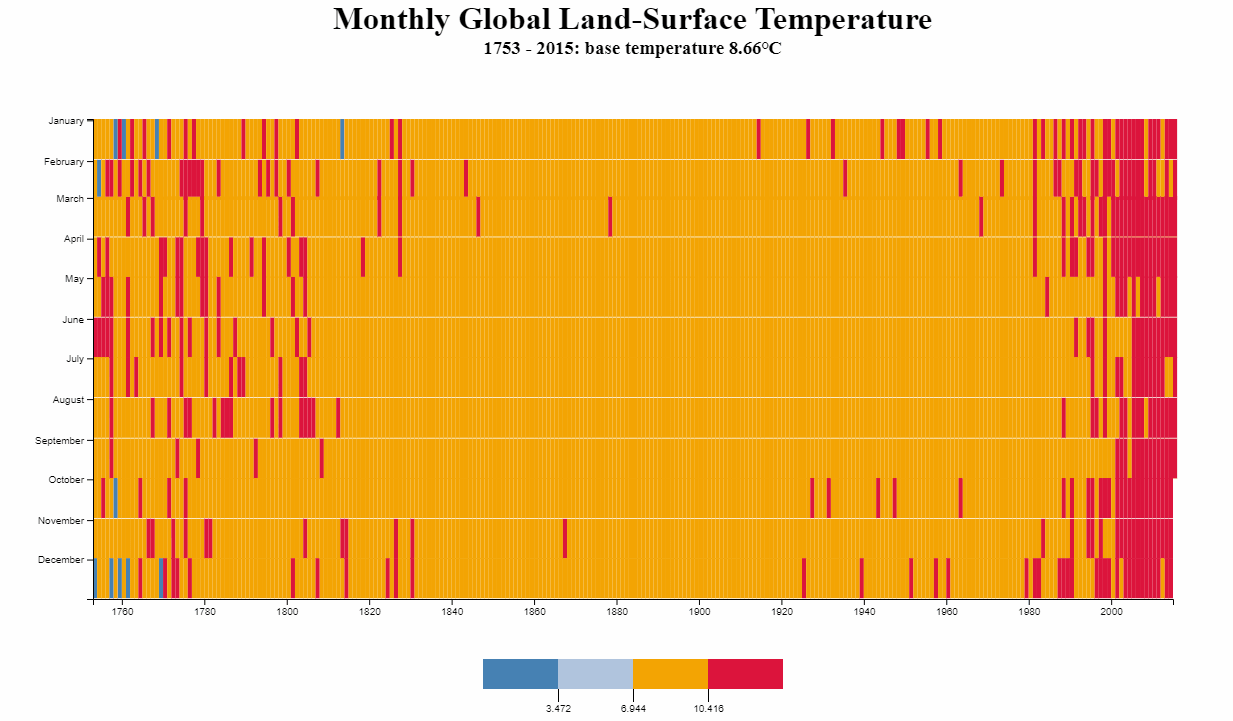 Monthly Global Land-Surface Temperature
1753 - 2015: base temperature 8.66°C
January
February
March
April
May
June
July
August
September
October
November
December
1760 1780 1800 1820 1840 1860 1880 1900 1920 1940 1960 1980 2000
3.472 6.944 10.416